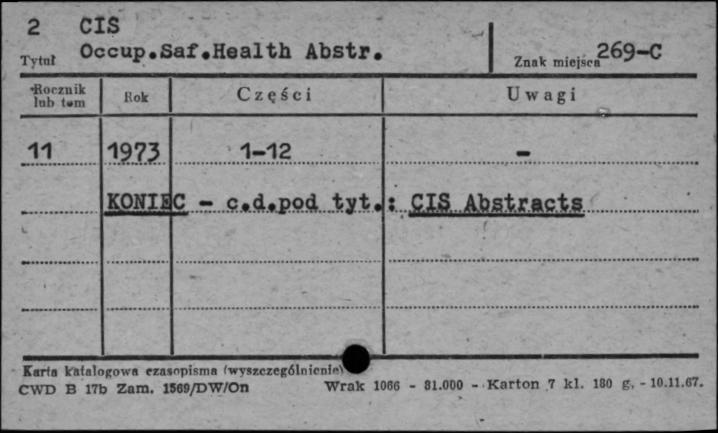 2 CIS
Tytuł Occup.Saf.Health Abstr. Znak miejsca 269-C
Rocznik lub tom Rok Części Uwagi
11 1973 1-12 -
KONIEC - c.d.pod tyt.: CIS Abstracts
Karta katalogowa czasopisma (wyszczególnienie)
CWD B 17b Zam. 1569/DW/On Wrak 1066 - 81.000 - Karton 7 kl. 180 g. - 10.11.67.